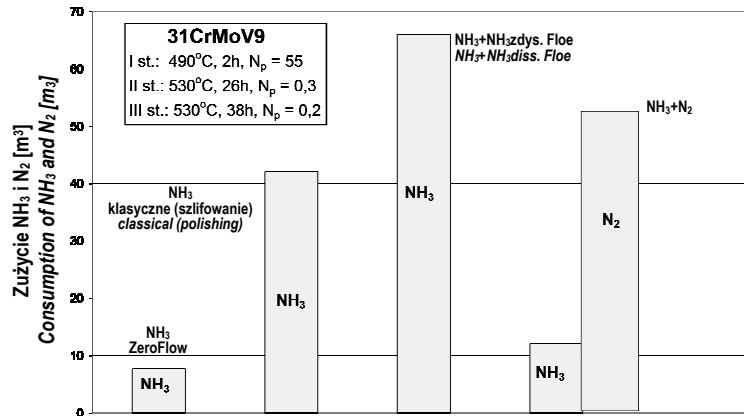 31CrMoV9
I st.: 490°C, 2h, Nₚ = 55
II st.: 530°C, 26h, Nₚ = 0,3
III st.: 530°C, 38h, Nₚ = 0,2
Zużycie NH₃ i N₂ [m³]
Consumption of NH₃ and N₂ [m₃]
70
60
50
40
30
20
10
0
NH₃
ZeroFlow
NH₃
NH₃
klasyczne (szlifowanie)
classical (polishing)
NH₃
NH₃+NH₃zdys. Floe
NH₃+NH₃diss. Floe
NH₃
NH₃+N₂
NH₃
N₂